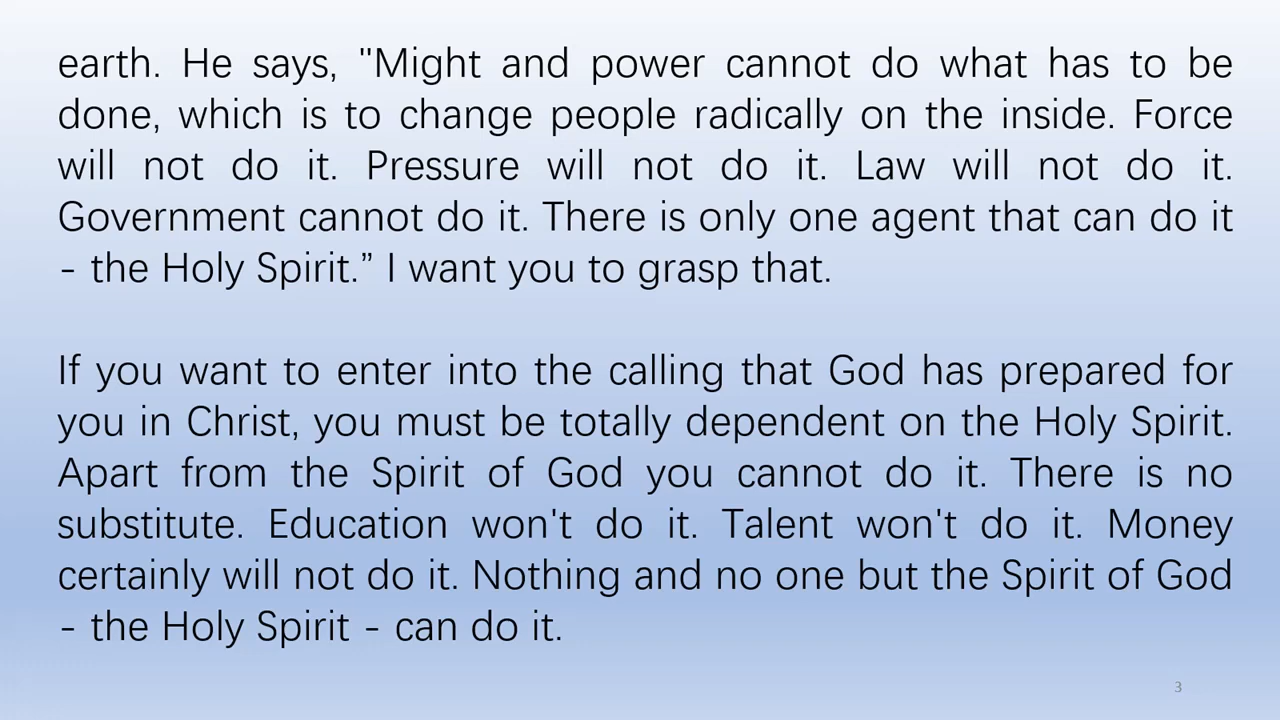 earth. He says, "Might and power cannot do what has to be
done, which is to change people radically on the inside. Force
will not do it. Pressure will not do it. Law will not do it.
Government cannot do it. There is only one agent that can do it
- the Holy Spirit.” I want you to grasp that.
If you want to enter into the calling that God has prepared for
you in Christ, you must be totally dependent on the Holy Spirit.
Apart from the Spirit of God you cannot do it. There is no
substitute. Education won't do it. Talent won't do it. Money
certainly will not do it. Nothing and no one but the Spirit of God
- the Holy Spirit - can do it.
3